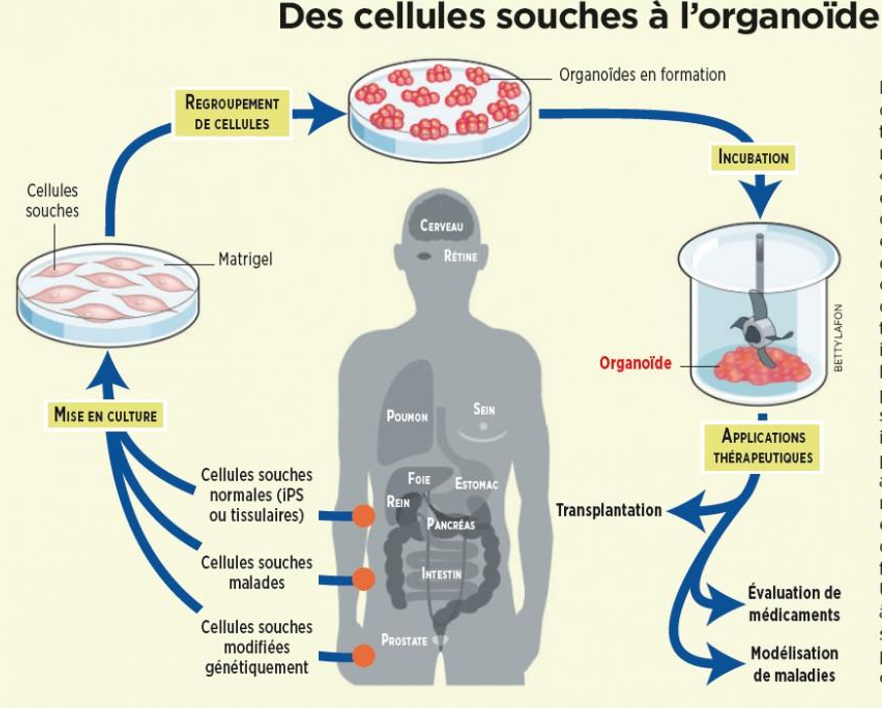 Des cellules souches à l'organoïde
Organoïdes en formation
REGROUPEMENT
DE CELLULES
INCUBATION
Cellules
souches
Matrigel
CERVEAU
RÉTINE
BETTY LAFON
Organoïde
MISE EN CULTURE
POUMON
SEIN
APPLICATIONS
THÉRAPEUTIQUES
Cellules souches
normales (iPS
ou tissulaires)
FOIE
ESTOMAC
REIN
PANCRÉAS
Transplantation
Cellules souches
malades
INTESTIN
Évaluation de
médicaments
Cellules souches
modifiées
génétiquement
PROSTATE
Modélisation
de maladies